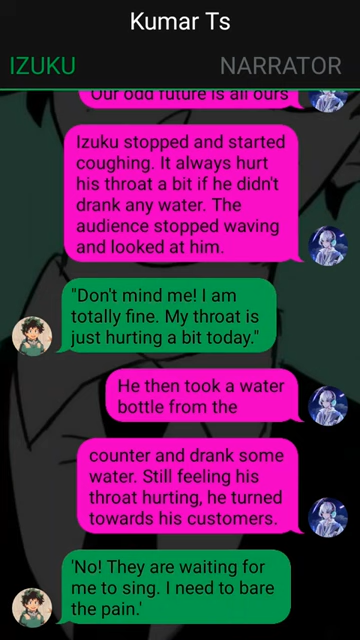 Kumar Ts
IZUKU NARRATOR
Our odd future is all ours
Izuku stopped and started
coughing. It always hurt
his throat a bit if he didn't
drank any water. The
audience stopped waving
and looked at him.
"Don't mind me! I am
totally fine. My throat is
just hurting a bit today."
He then took a water
bottle from the
counter and drank some
water. Still feeling his
throat hurting, he turned
towards his customers.
'No! They are waiting for
me to sing. I need to bare
the pain.'